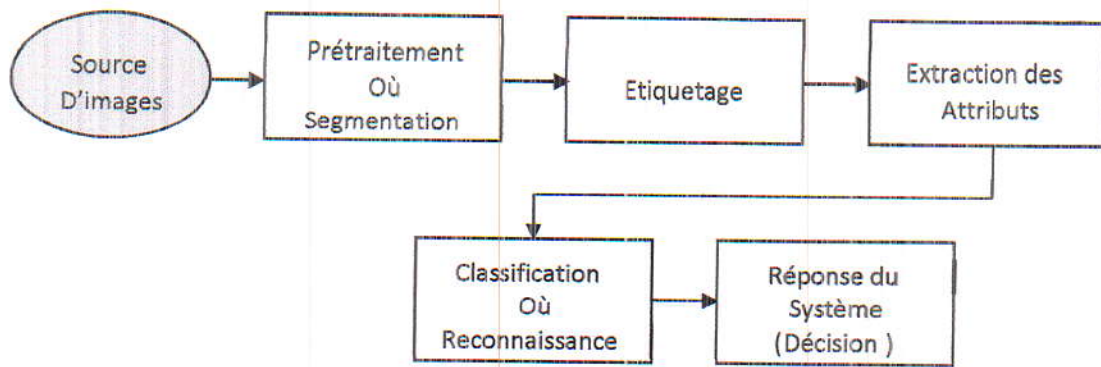 Source
D'images
Prétraitement
Où
Segmentation
Etiquetage
Extraction des
Attributs
Classification
Où
Reconnaissance
Réponse du
Système
(Décision )